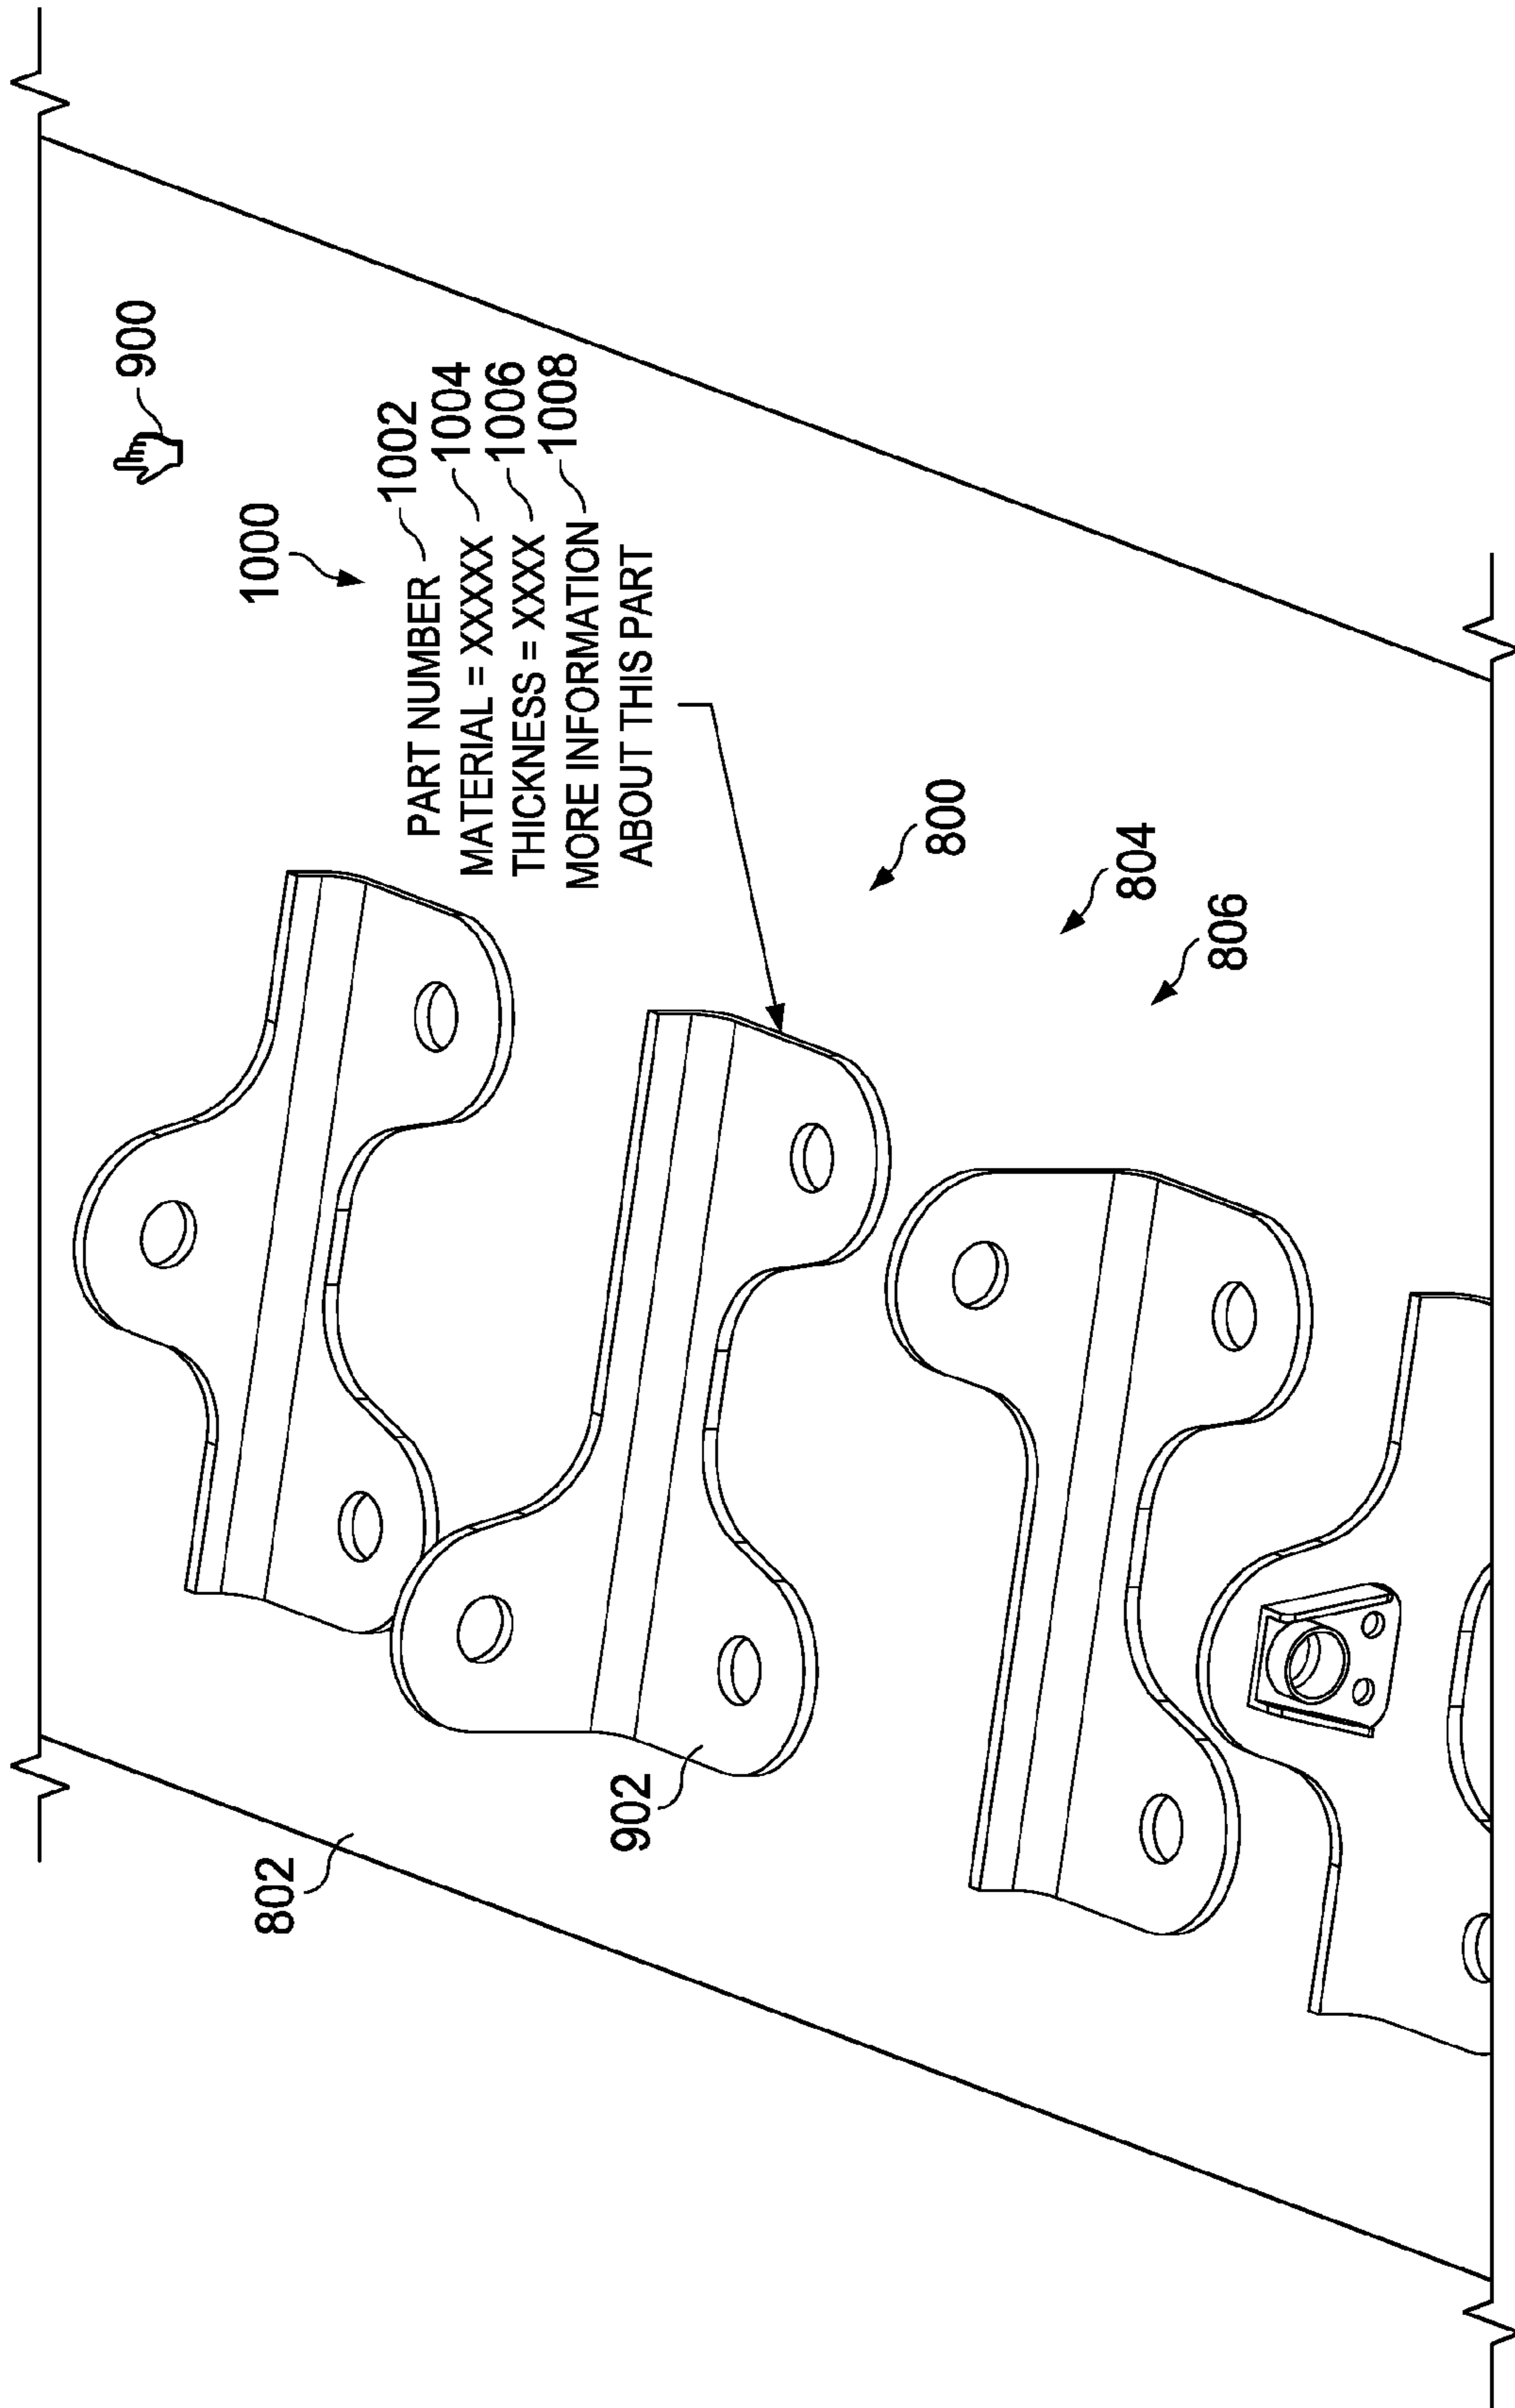 900
1000
1002
PART NUMBER
MATERIAL = XXXXX
1004
THICKNESS = XXXX
1006
MORE INFORMATION
1008
ABOUT THIS PART
802
902
800
804
806